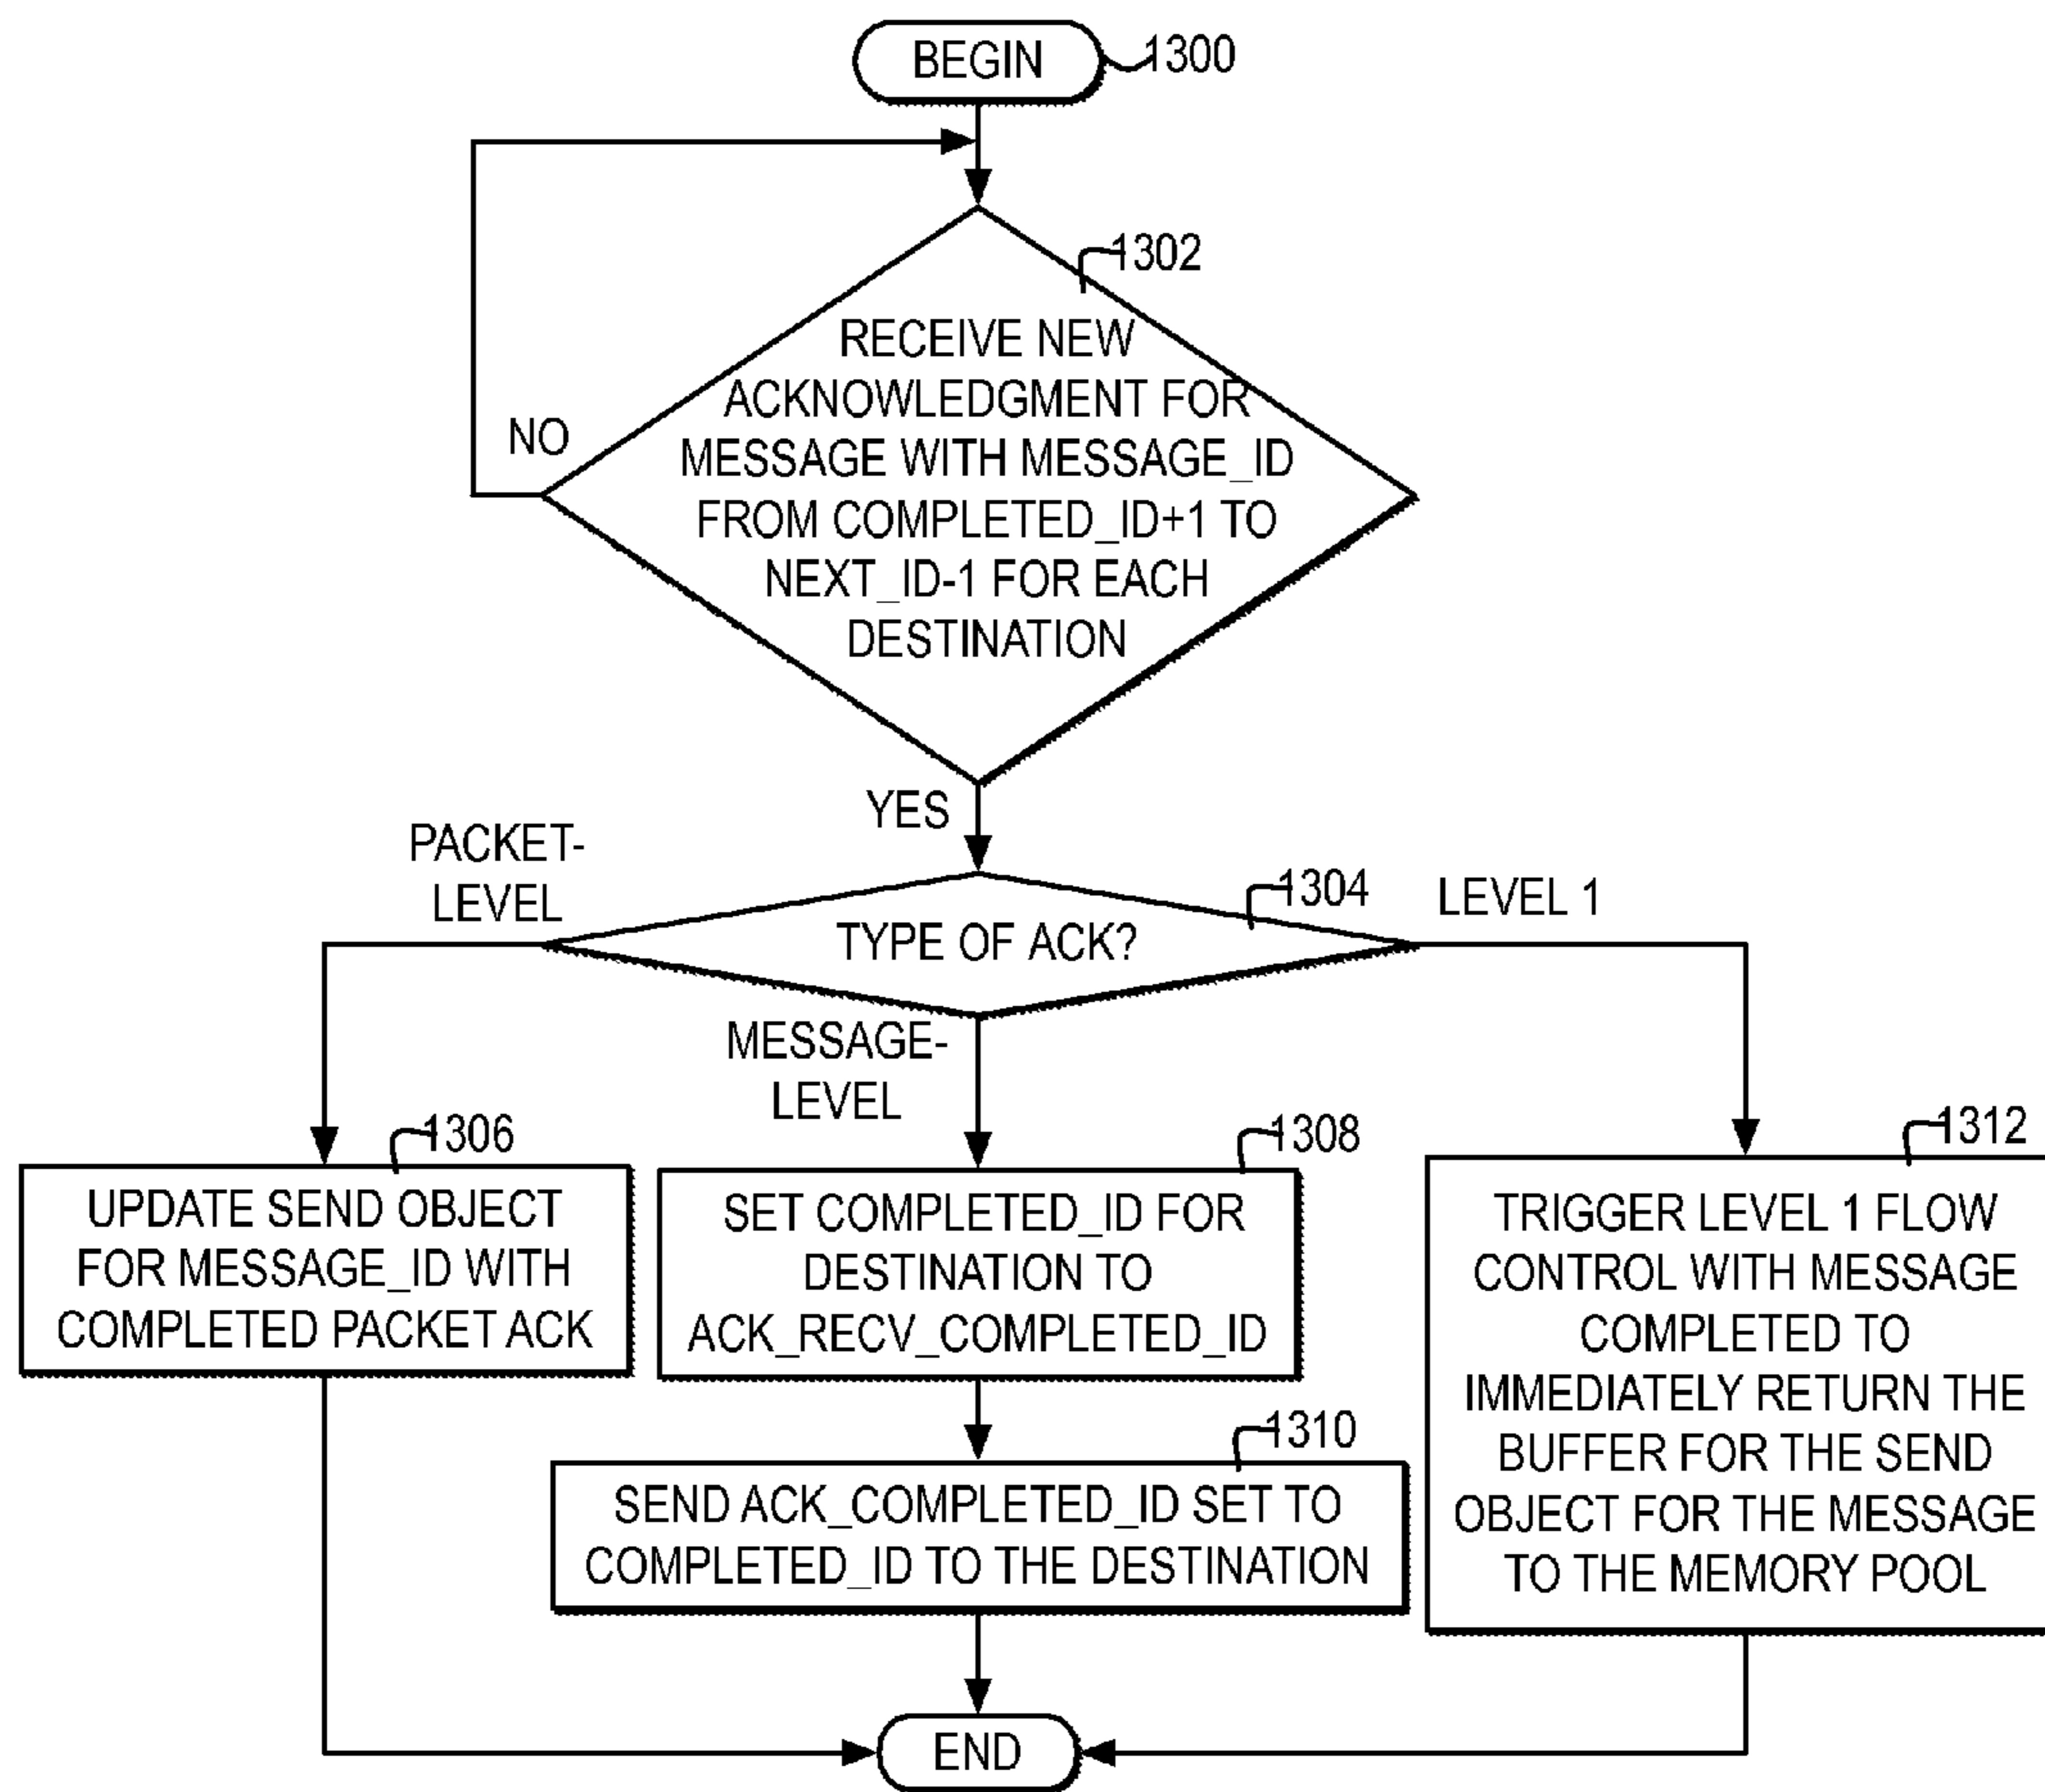 BEGIN
1300
1302
RECEIVE NEW
ACKNOWLEDGMENT FOR
MESSAGE WITH MESSAGE_ID
FROM COMPLETED_ID+1 TO
NEXT_ID-1 FOR EACH
DESTINATION
NO
YES
PACKET-
LEVEL
1304
LEVEL 1
TYPE OF ACK?
MESSAGE-
LEVEL
1306
UPDATE SEND OBJECT
FOR MESSAGE_ID WITH
COMPLETED PACKET ACK
1308
SET COMPLETED_ID FOR
DESTINATION TO
ACK_RECV_COMPLETED_ID
1310
SEND ACK_COMPLETED_ID SET TO
COMPLETED_ID TO THE DESTINATION
1312
TRIGGER LEVEL 1 FLOW
CONTROL WITH MESSAGE
COMPLETED TO
IMMEDIATELY RETURN THE
BUFFER FOR THE SEND
OBJECT FOR THE MESSAGE
TO THE MEMORY POOL
END